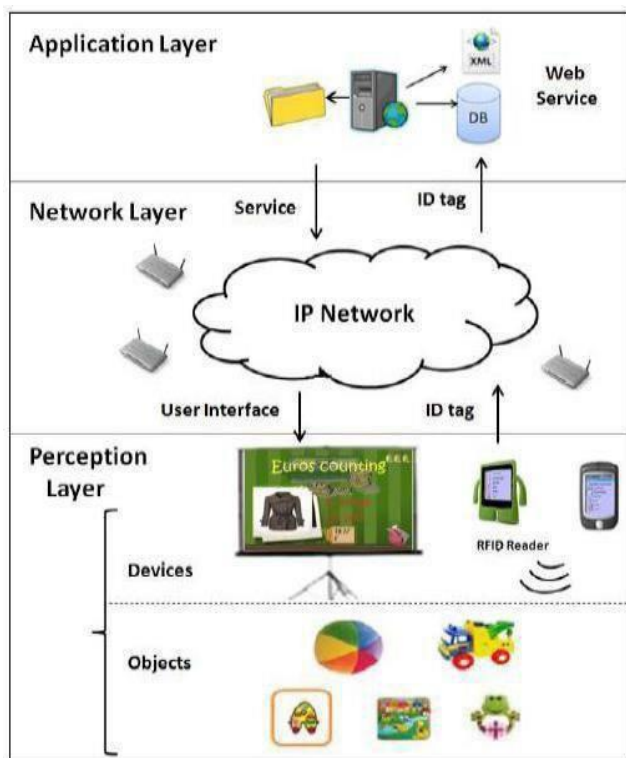 Application Layer
XML
Web
Service
DB
Network Layer
Service
ID tag
IP Network
User Interface
ID tag
Perception
Layer
Euros counting
RFID Reader
Devices
Objects